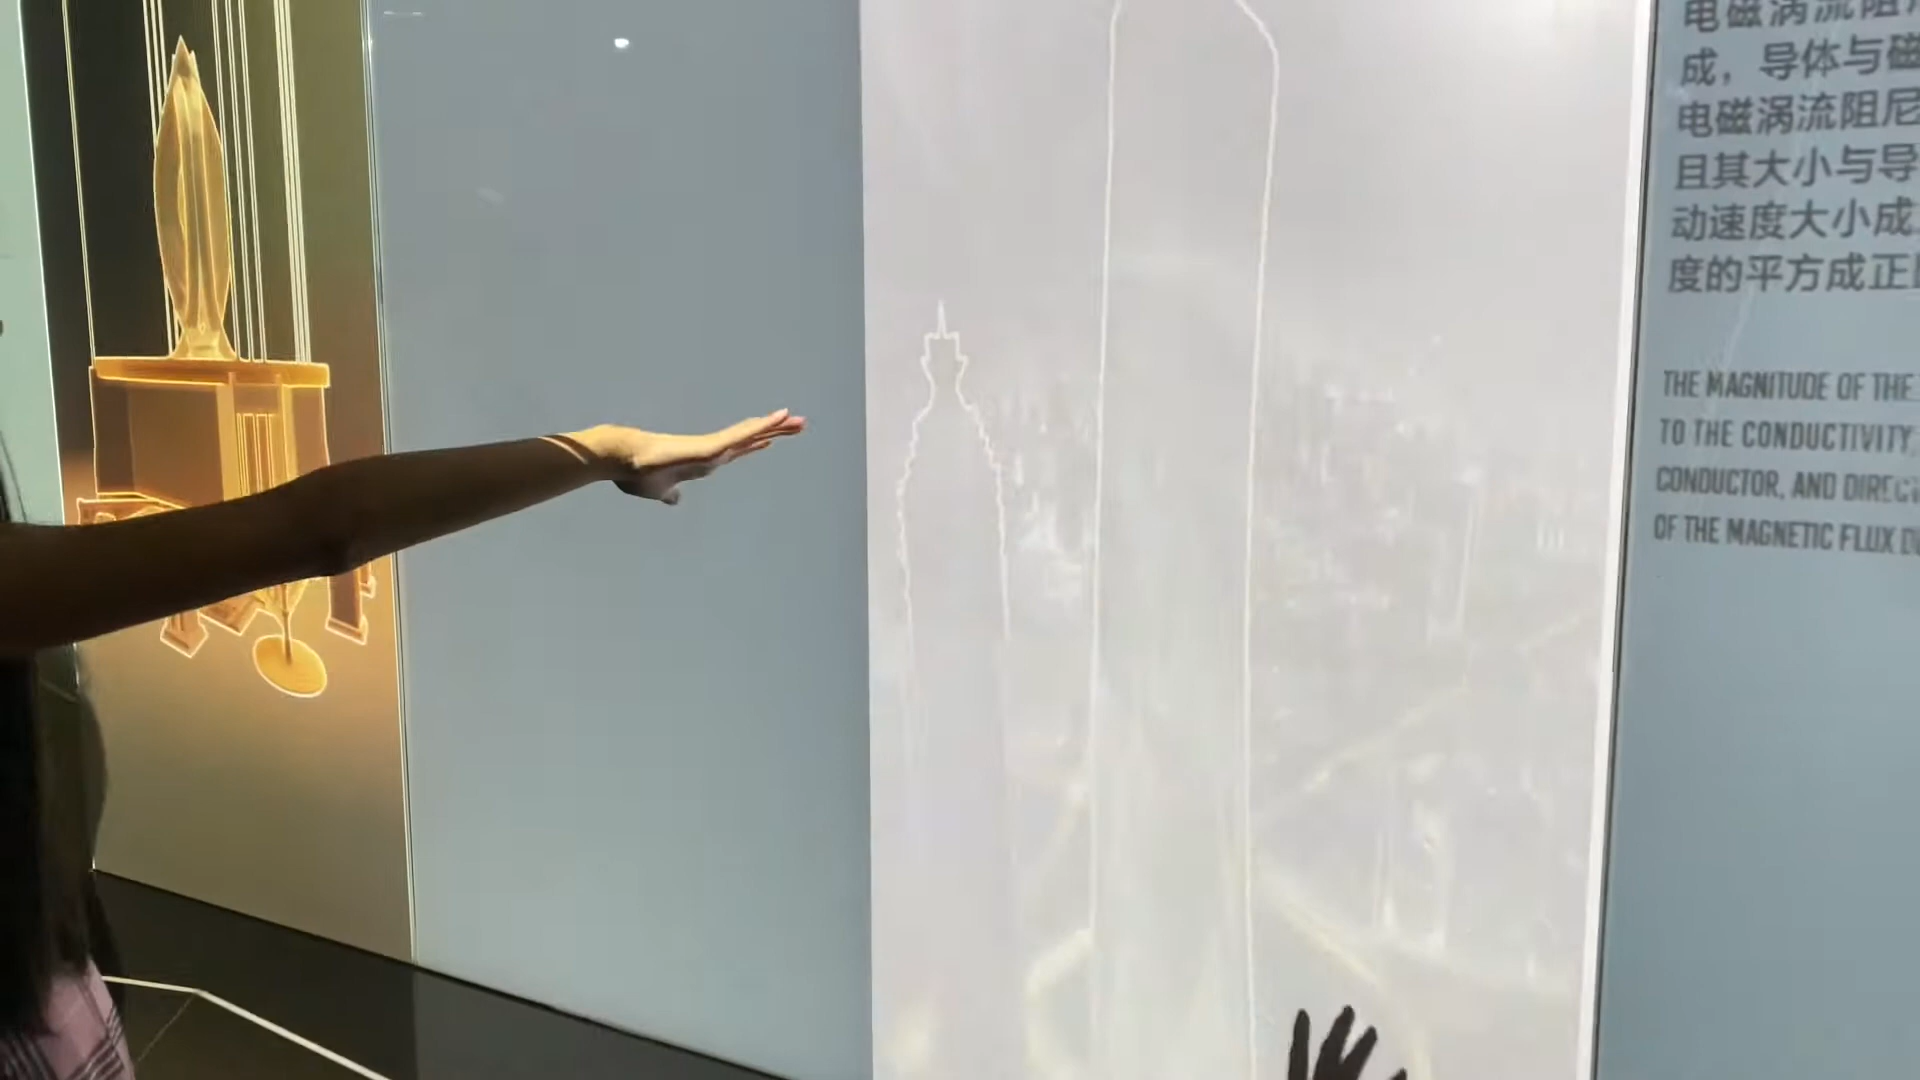 电磁涡流阻
成，导体与磁
电磁涡流阻尼
且其大小与导
动速度大小成
度的平方成正
THE MAGNITUDE OF THE
TO THE CONDUCTIVITY,
CONDUCTOR, AND DIRECT
OF THE MAGNETIC FLUX D